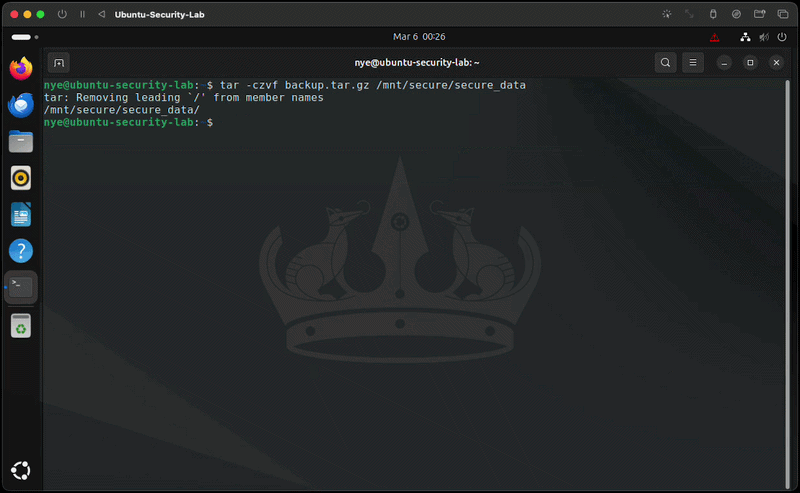 Ubuntu-Security-Lab
Mar 6 00:26
nye@ubuntu-security-lab: ~
nye@ubuntu-security-lab: $ tar -czvf backup.tar.gz /mnt/secure/secure_data
tar: Removing leading `/' from member names
/mnt/secure/secure_data/
nye@ubuntu-security-lab: $